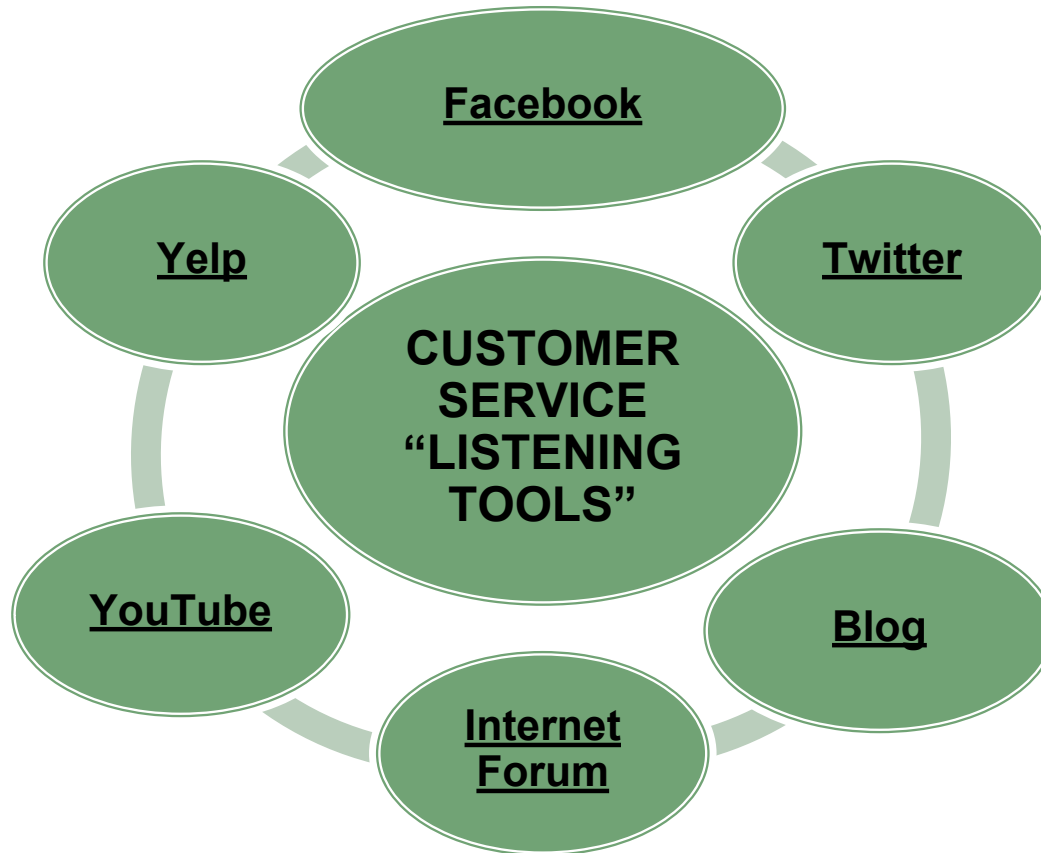 Facebook
Yelp
Twitter
CUSTOMER
SERVICE
“LISTENING
TOOLS”
YouTube
Blog
Internet
Forum